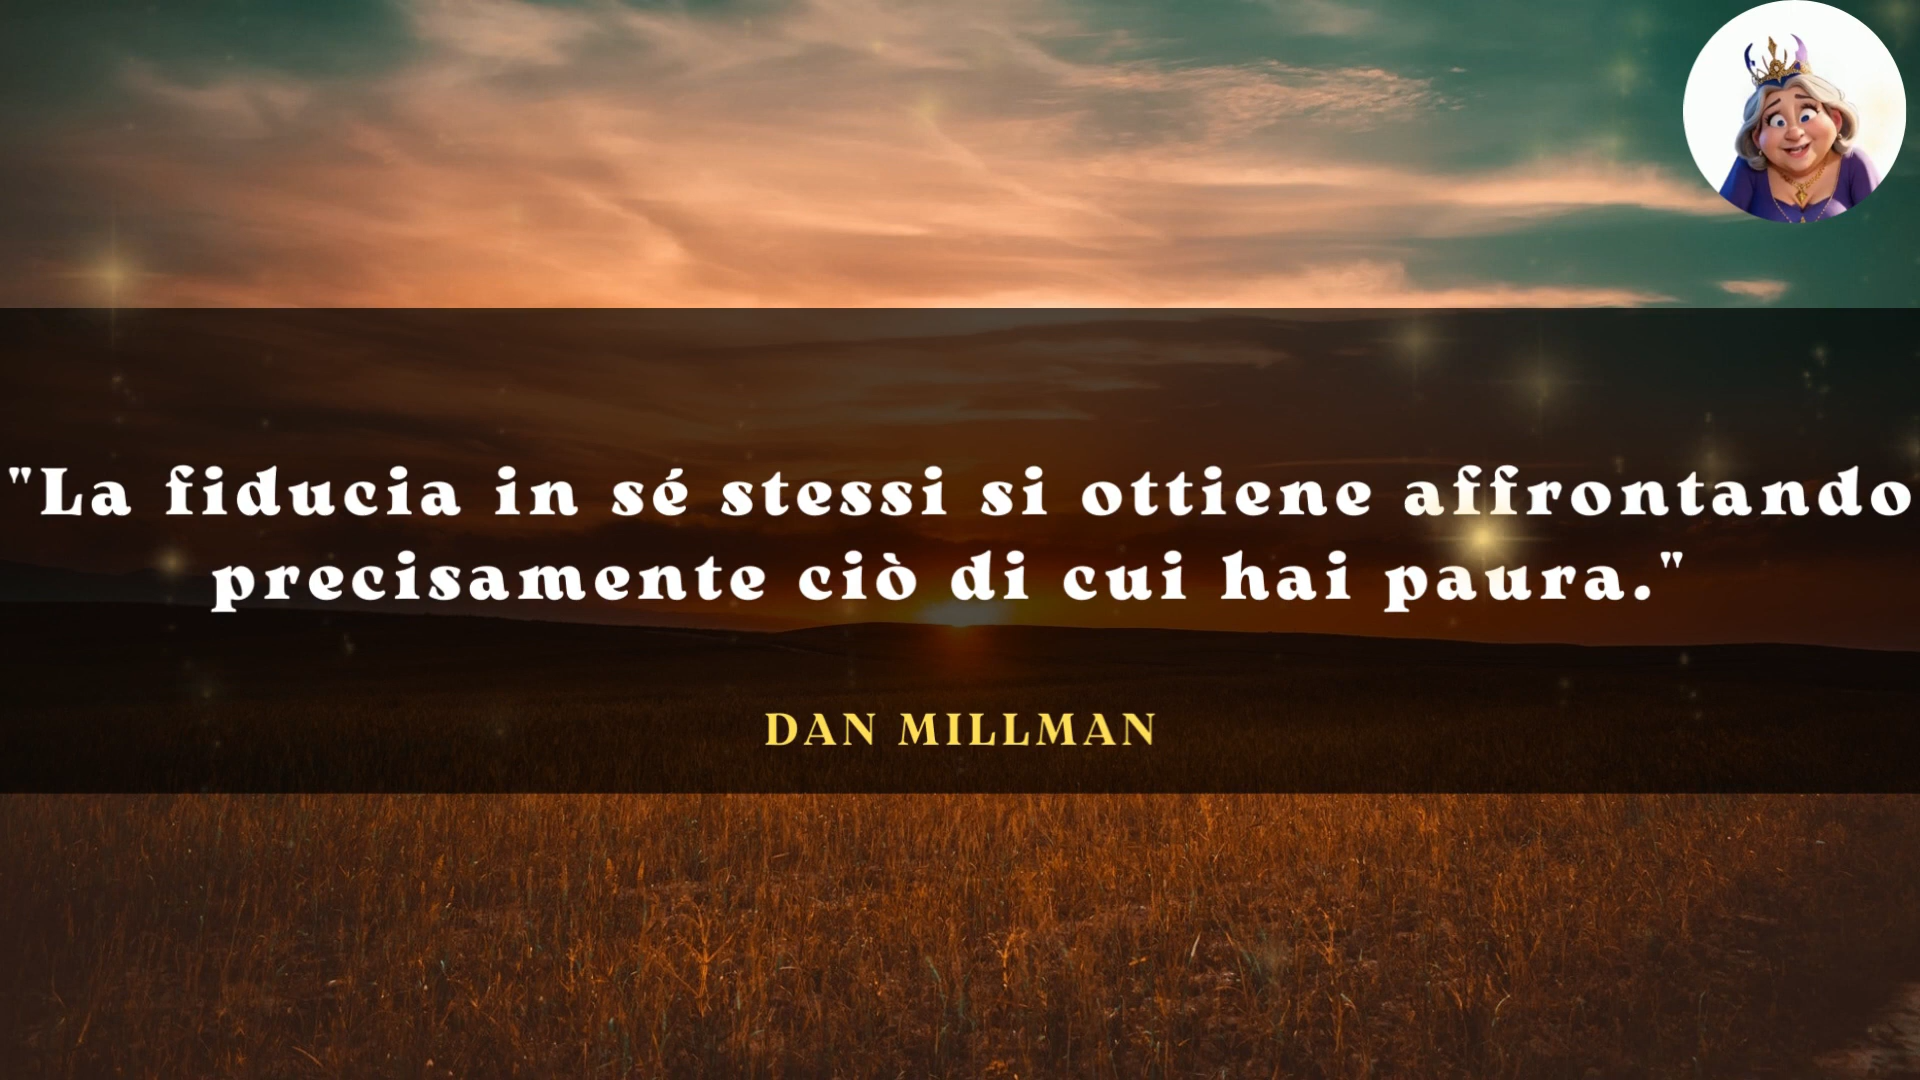 "La fiducia in sé stessi si ottiene affrontando
precisamente ciò di cui hai paura."
DAN MILLMAN